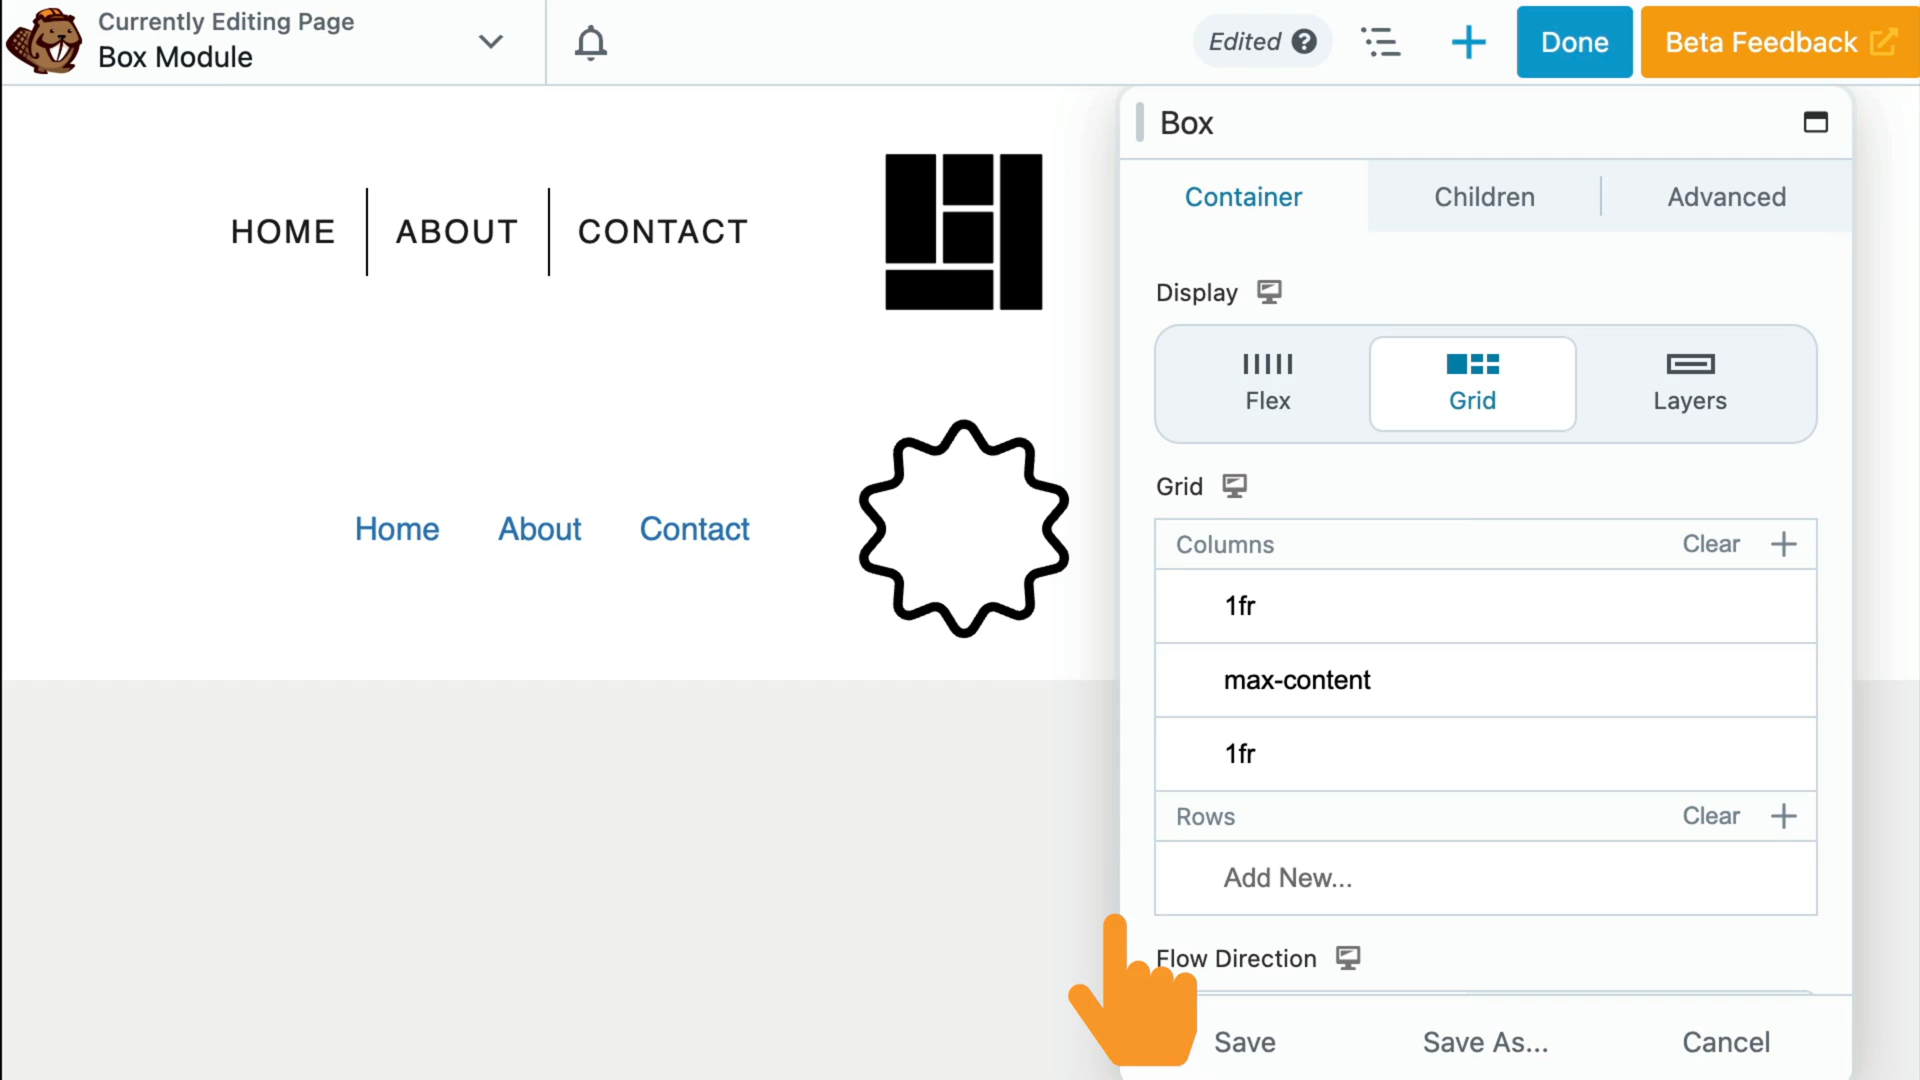 Currently Editing Page
Box Module
Edited ?
Done
Beta Feedback
HOME ABOUT CONTACT
Home About Contact
Box
Container Children Advanced
Display
Flex Grid Layers
Grid
Columns Clear
1fr
max-content
1fr
Rows Clear
Add New...
Flow Direction
Save Save As... Cancel